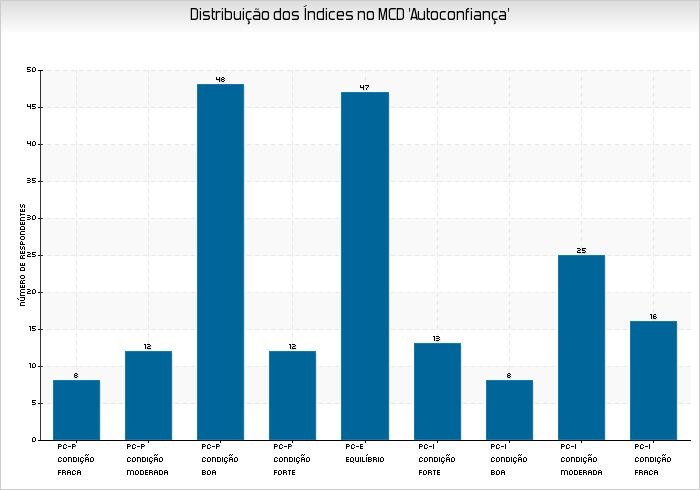 Distribuição dos Índices no MCD 'Autoconfiança'
NÚMERO DE RESPONDENTES
50
45
40
35
30
25
20
15
10
5
0
8
12
48
12
47
13
8
25
16
PC-P CONDIÇÃO FRACA
PC-P CONDIÇÃO MODERADA
PC-P CONDIÇÃO BOA
PC-P CONDIÇÃO FORTE
PC-E EQUILÍBRIO
PC-I CONDIÇÃO FORTE
PC-I CONDIÇÃO BOA
PC-I CONDIÇÃO MODERADA
PC-I CONDIÇÃO FRACA